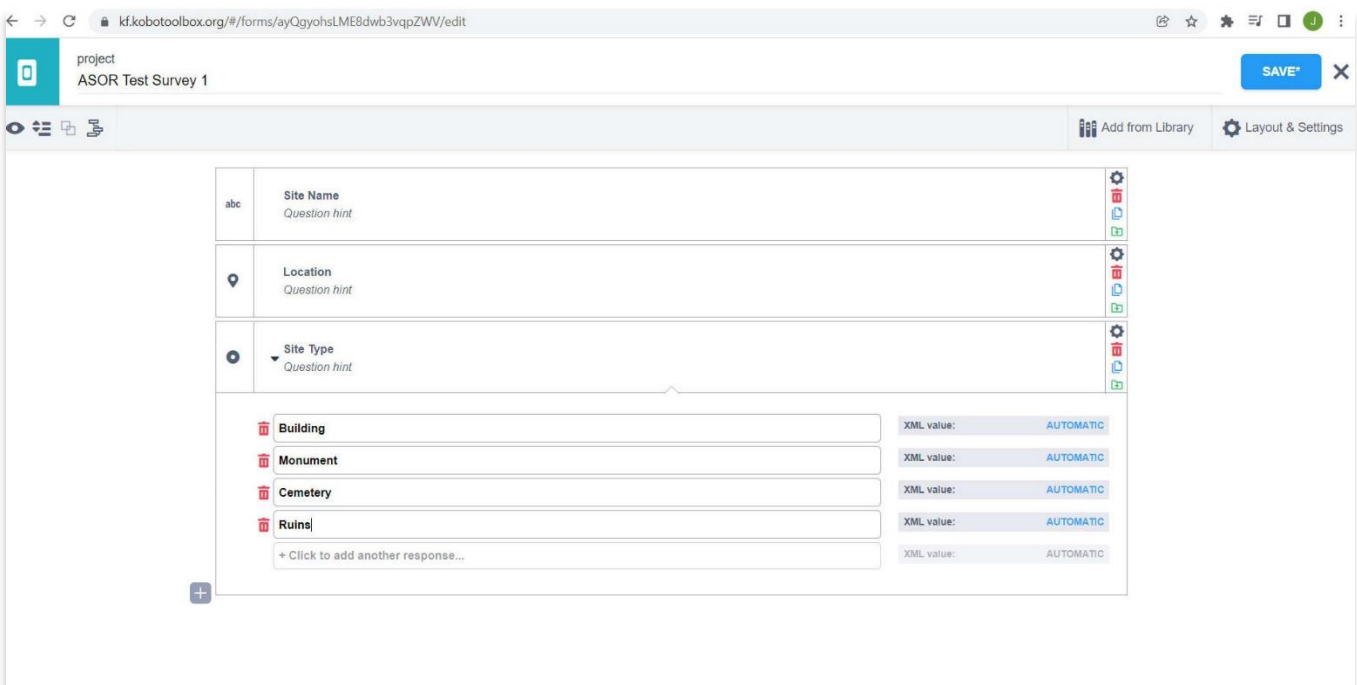 kf.kobotoolbox.org/#/forms/ayQgyohsLME8dwb3vqpZWV/edit
J
project
ASOR Test Survey 1
SAVE*
Add from Library
Layout & Settings
abc
Site Name
Question hint
Location
Question hint
Site Type
Question hint
Building
XML value: AUTOMATIC
Monument
XML value: AUTOMATIC
Cemetery
XML value: AUTOMATIC
Ruins
XML value: AUTOMATIC
+ Click to add another response...
XML value: AUTOMATIC